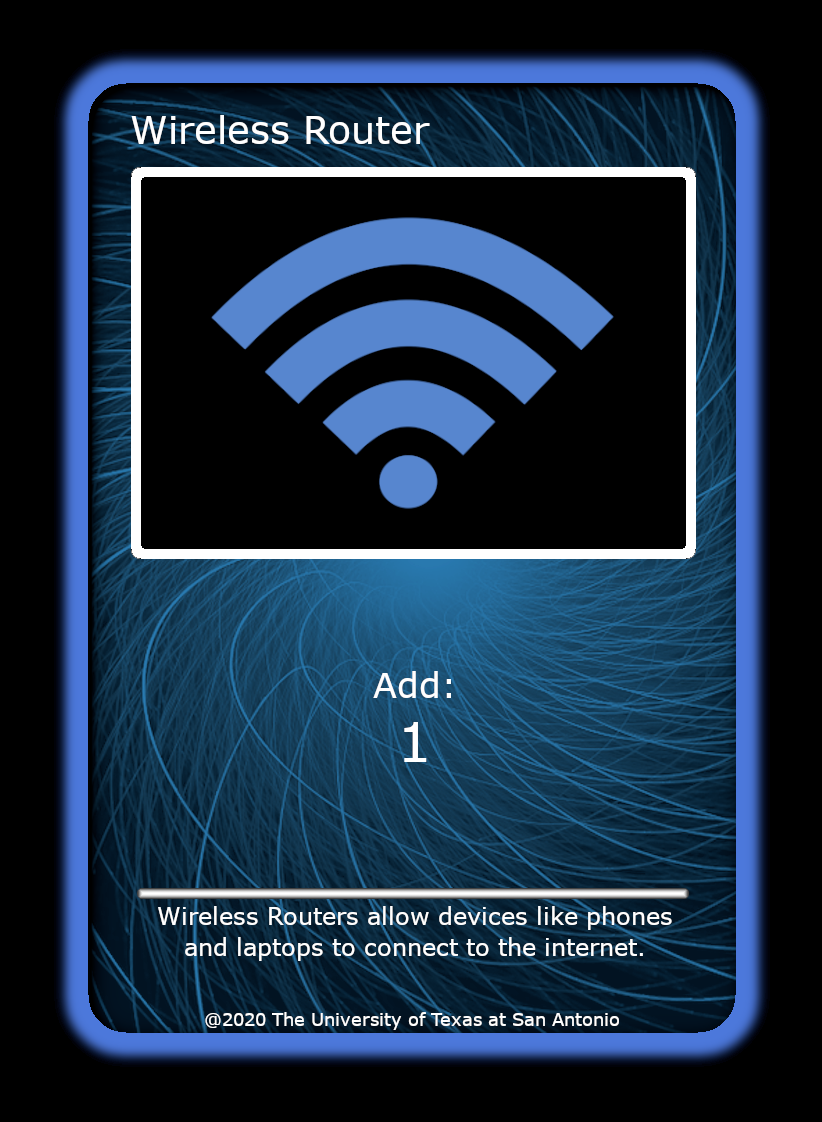 Wireless Router
Add:
1
Wireless Routers allow devices like phones
and laptops to connect to the internet.
@2020 The University of Texas at San Antonio